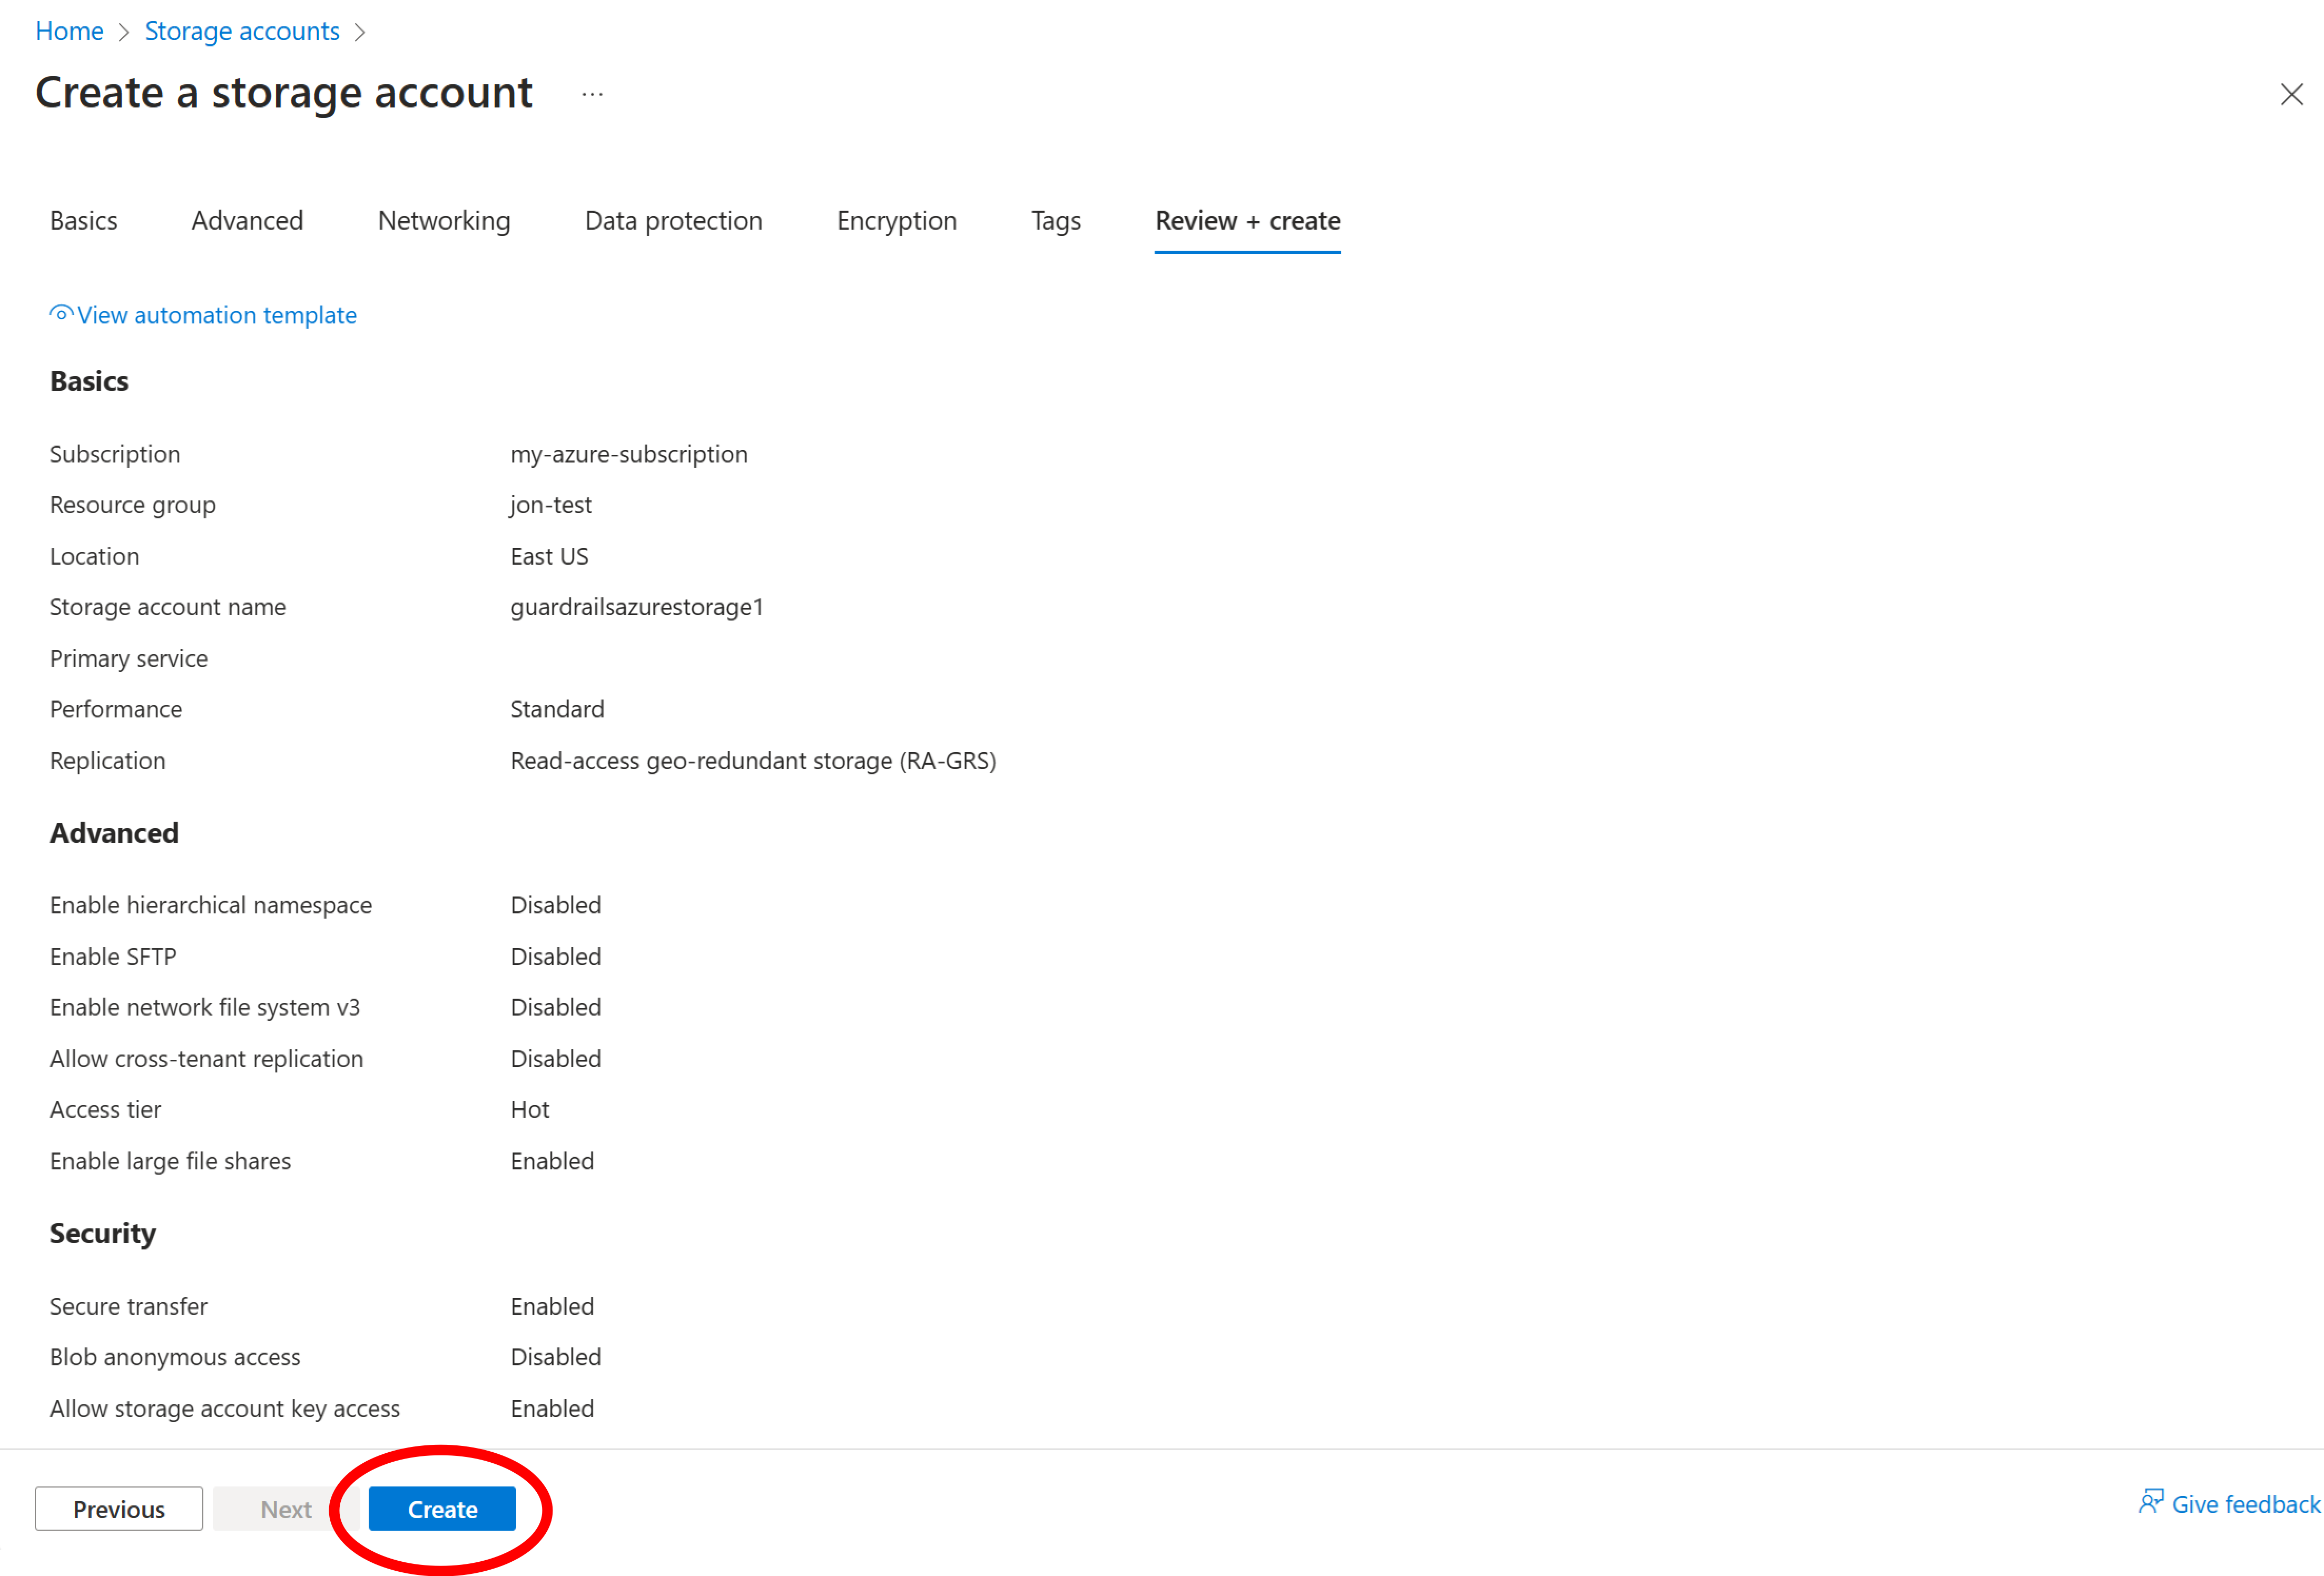 Home > Storage accounts >
Create a storage account ...
Basics Advanced Networking Data protection Encryption Tags Review + create
View automation template
Basics
Subscription my-azure-subscription
Resource group jon-test
Location East US
Storage account name guardrailsazurestorage1
Primary service
Performance Standard
Replication Read-access geo-redundant storage (RA-GRS)
Advanced
Enable hierarchical namespace Disabled
Enable SFTP Disabled
Enable network file system v3 Disabled
Allow cross-tenant replication Disabled
Access tier Hot
Enable large file shares Enabled
Security
Secure transfer Enabled
Blob anonymous access Disabled
Allow storage account key access Enabled
Previous Next Create Give feedback